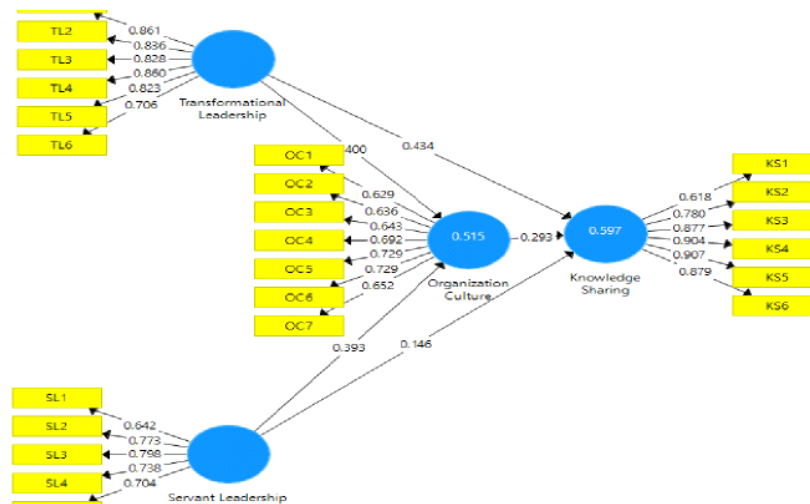 TL2
TL3
TL4
TL5
TL6
0.861
0.836
0.828
0.860
0.823
0.706
Transformational
Leadership
400
0.434
OC1
OC2
OC3
OC4
OC5
OC6
OC7
0.629
0.636
0.643
0.692
0.729
0.729
0.652
0.515
Organization
Culture
0.293
0.597
Knowledge
Sharing
KS1
KS2
KS3
KS4
KS5
KS6
0.618
0.780
0.877
0.904
0.907
0.879
0.393
0.146
SL1
SL2
SL3
SL4
0.642
0.773
0.798
0.738
0.704
Servant Leadership